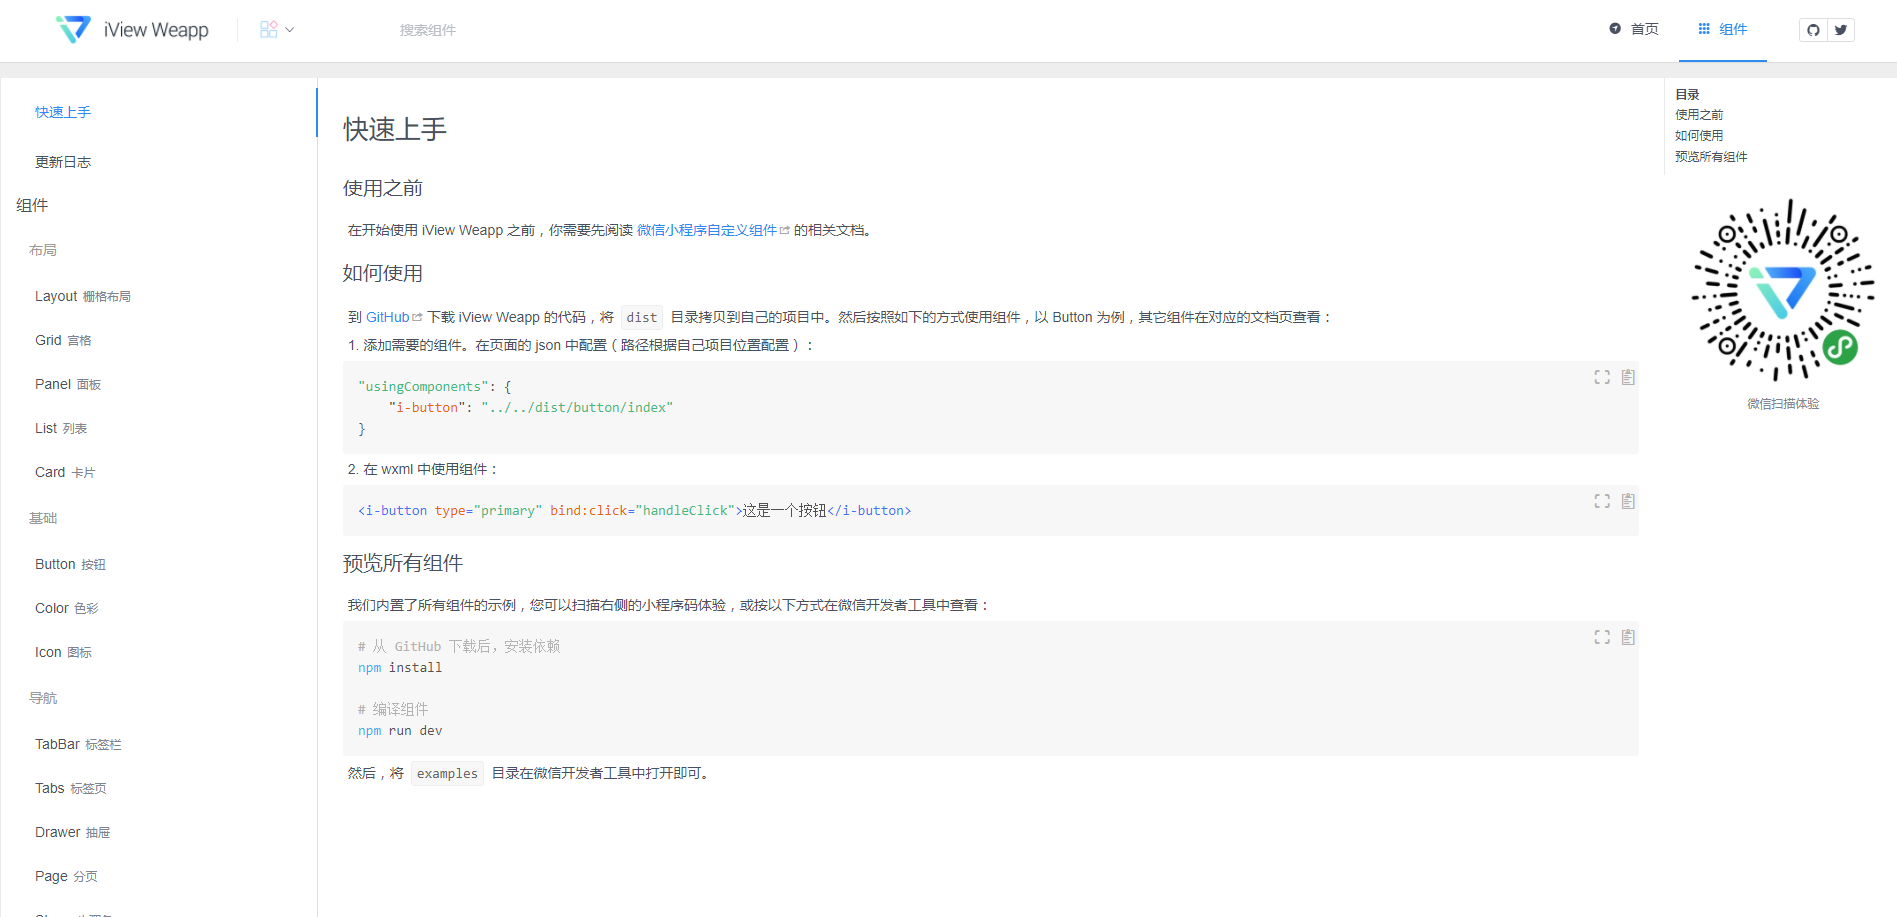 iView Weapp
搜索组件
首页
组件
快速上手
更新日志
组件
布局
Layout 栅格布局
Grid 宫格
Panel 面板
List 列表
Card 卡片
基础
Button 按钮
Color 色彩
Icon 图标
导航
TabBar 标签栏
Tabs 标签页
Drawer 抽屉
Page 分页
快速上手
使用之前
在开始使用 iView Weapp 之前，你需要先阅读 微信小程序自定义组件 的相关文档。
如何使用
到 GitHub 下载 iView Weapp 的代码，将 dist 目录拷贝到自己的项目中。然后按照如下的方式使用组件，以 Button 为例，其它组件在对应的文档页查看：
1. 添加需要的组件。在页面的 json 中配置（路径根据自己项目位置配置）：
"usingComponents": {
    "i-button": "../../dist/button/index"
}
2. 在 wxml 中使用组件：
<i-button type="primary" bind:click="handleClick">这是一个按钮</i-button>
预览所有组件
我们内置了所有组件的示例，您可以扫描右侧的小程序码体验，或按以下方式在微信开发者工具中查看：
# 从 GitHub 下载后，安装依赖
npm install
# 编译组件
npm run dev
然后，将 examples 目录在微信开发者工具中打开即可。
目录
使用之前
如何使用
预览所有组件
微信扫描体验